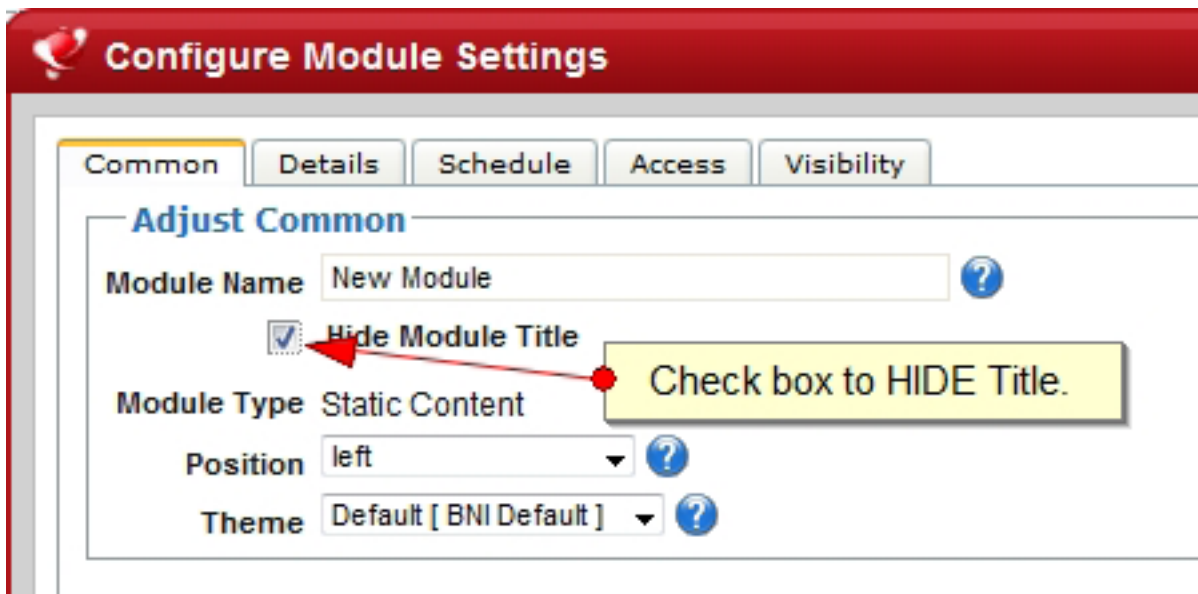 Configure Module Settings
Common Details Schedule Access Visibility
Adjust Common
Module Name New Module ?
Hide Module Title
Check box to HIDE Title.
Module Type Static Content
Position left ?
Theme Default [ BNI Default ] ?